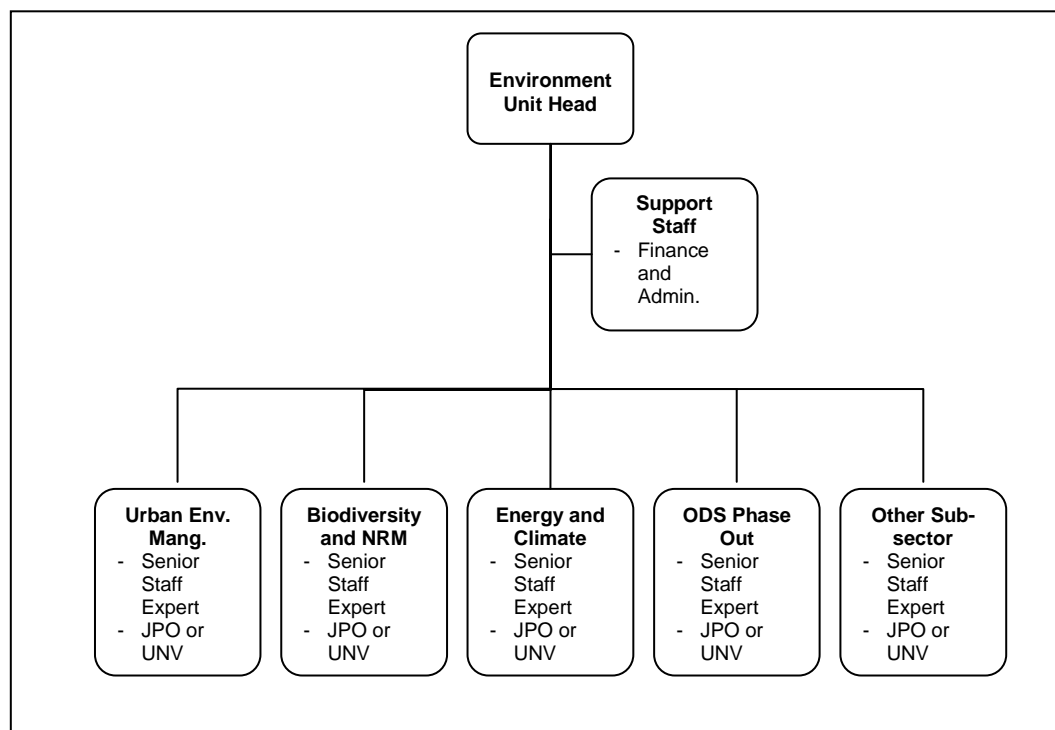 Environment
Unit Head
Support
Staff
- Finance
and
Admin.
Urban Env.
Mang.
- Senior
Staff
Expert
- JPO or
UNV
Biodiversity
and NRM
- Senior
Staff
Expert
- JPO or
UNV
Energy and
Climate
- Senior
Staff
Expert
- JPO or
UNV
ODS Phase
Out
- Senior
Staff
Expert
- JPO or
UNV
Other Sub-
sector
- Senior
Staff
Expert
- JPO or
UNV